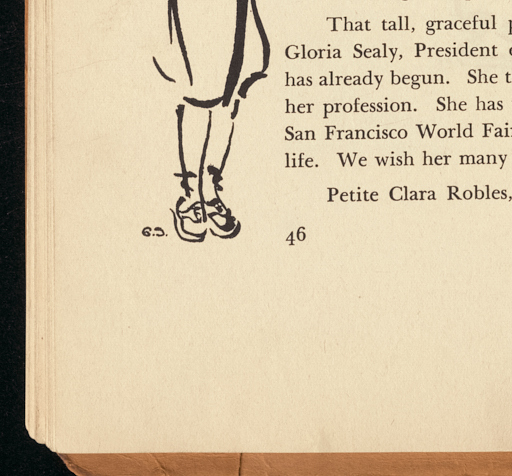 That tall, graceful
Gloria Sealy, President
has already begun. She
her profession. She has
San Francisco World
life. We wish her many
Petite Clara Robles,
46